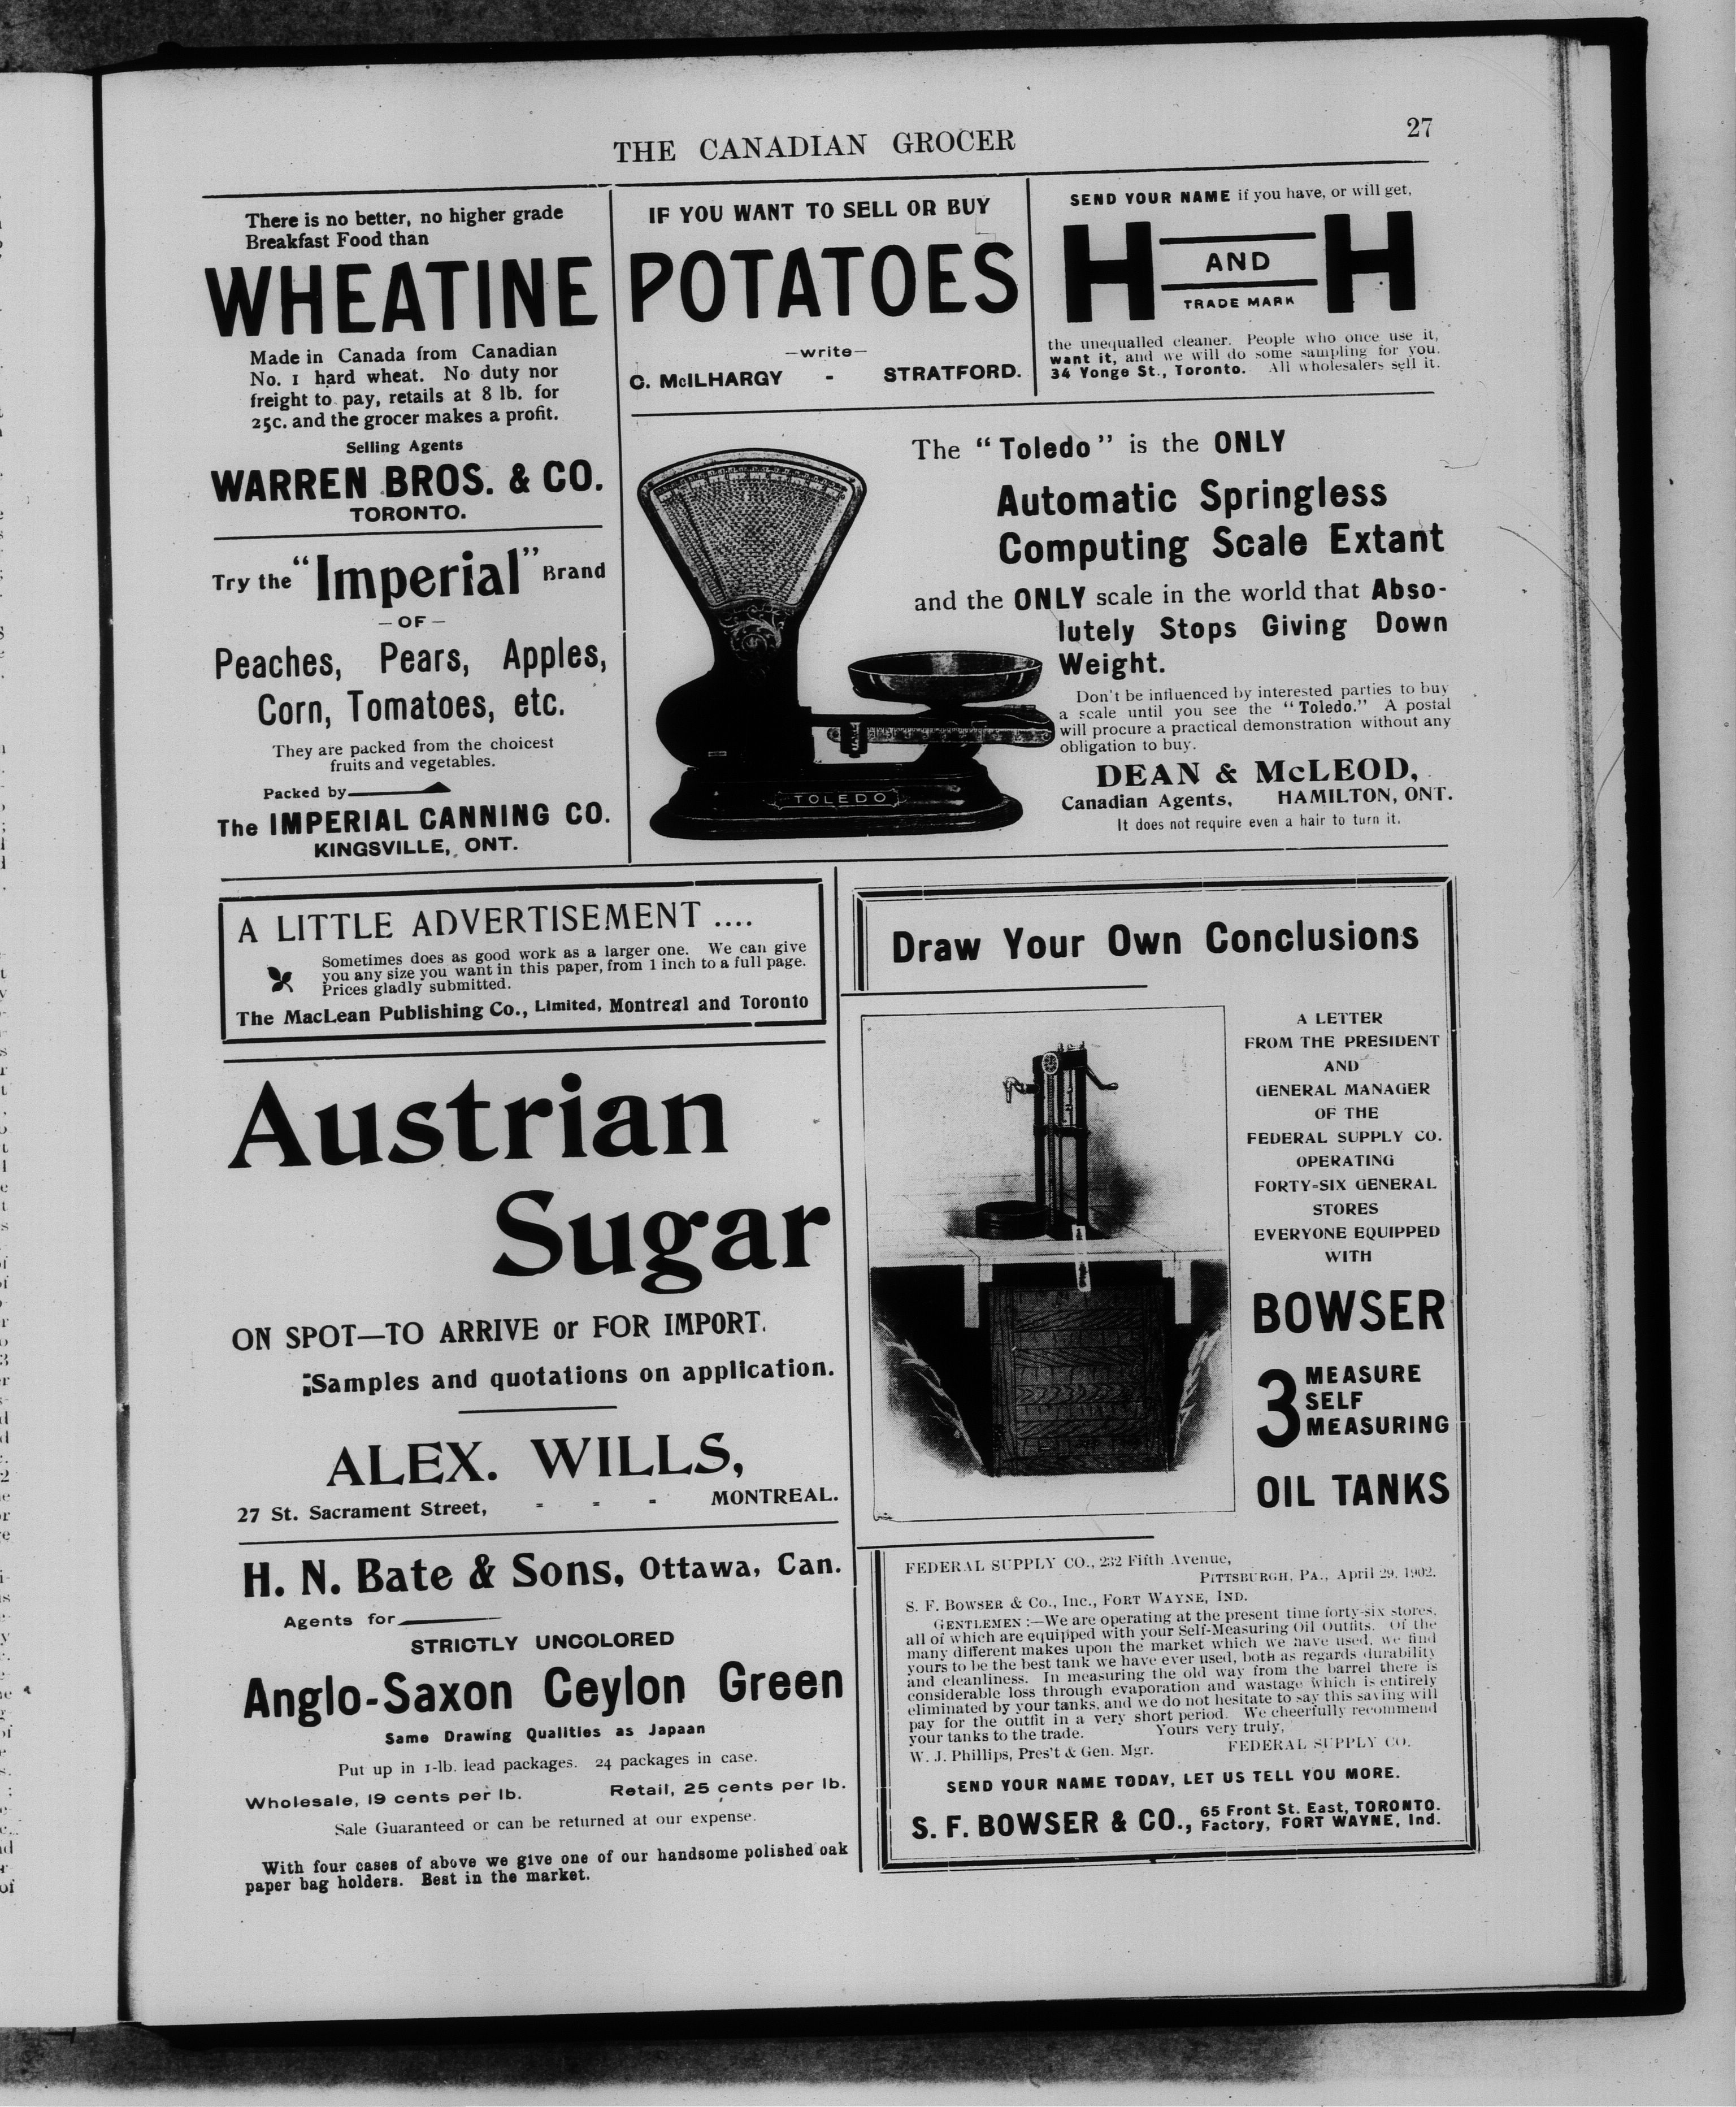 THE CANADIAN GROCER
27
There is no better, no higher grade
Breakfast Food than
WHEATINE
Made in Canada from Canadian
No. 1 hard wheat. No duty nor
freight to pay, retails at 8 lb. for
25c. and the grocer makes a profit.
Selling Agents
WARREN BROS. & CO.
TORONTO.
IF YOU WANT TO SELL OR BUY
POTATOES
—write—
C. McILHARGY - STRATFORD.
SEND YOUR NAME if you have, or will get,
H AND H
TRADE MARK
the unequalled cleaner. People who once use it,
want it, and we will do some sampling for you.
34 Yonge St., Toronto. All wholesalers sell it.
Try the "Imperial" Brand
—OF—
Peaches, Pears, Apples,
Corn, Tomatoes, etc.
They are packed from the choicest
fruits and vegetables.
Packed by
The IMPERIAL CANNING CO.
KINGSVILLE, ONT.
The "Toledo" is the ONLY
Automatic Springless
Computing Scale Extant
and the ONLY scale in the world that Abso-
lutely Stops Giving Down
Weight.
Don't be influenced by interested parties to buy
a scale until you see the "Toledo." A postal
will procure a practical demonstration without any
obligation to buy.
DEAN & McLEOD,
Canadian Agents, HAMILTON, ONT.
It does not require even a hair to turn it.
TOLEDO
A LITTLE ADVERTISEMENT ....
Sometimes does as good work as a larger one. We can give
you any size you want in this paper, from 1 inch to a full page.
Prices gladly submitted.
The MacLean Publishing Co., Limited, Montreal and Toronto
Austrian
Sugar
ON SPOT—TO ARRIVE or FOR IMPORT.
Samples and quotations on application.
ALEX. WILLS,
27 St. Sacrament Street, - - - MONTREAL.
H. N. Bate & Sons, Ottawa, Can.
Agents for
STRICTLY UNCOLORED
Anglo-Saxon Ceylon Green
Same Drawing Qualities as Japaan
Put up in 1-lb. lead packages. 24 packages in case.
Wholesale, 19 cents per lb. Retail, 25 cents per lb.
Sale Guaranteed or can be returned at our expense.
With four cases of above we give one of our handsome polished oak
paper bag holders. Best in the market.
Draw Your Own Conclusions
A LETTER
FROM THE PRESIDENT
AND
GENERAL MANAGER
OF THE
FEDERAL SUPPLY CO.
OPERATING
FORTY-SIX GENERAL
STORES
EVERYONE EQUIPPED
WITH
BOWSER
3 MEASURE
SELF
MEASURING
OIL TANKS
FEDERAL SUPPLY CO., 232 Fifth Avenue,
PITTSBURGH, PA., April 29, 1902.
S. F. BOWSER & Co., Inc., FORT WAYNE, IND.
GENTLEMEN:—We are operating at the present time forty-six stores,
all of which are equipped with your Self-Measuring Oil Outfits. Of the
many different makes upon the market which we have used, we find
yours to be the best tank we have ever used, both as regards durability
and cleanliness. In measuring the old way from the barrel there is
considerable loss through evaporation and wastage which is entirely
eliminated by your tanks, and we do not hesitate to say this saving will
pay for the outfit in a very short period. We cheerfully recommend
your tanks to the trade. Yours very truly,
W. J. Phillips, Pres't & Gen. Mgr. FEDERAL SUPPLY CO.
SEND YOUR NAME TODAY, LET US TELL YOU MORE.
S. F. BOWSER & CO., 65 Front St. East, TORONTO.
Factory, FORT WAYNE, Ind.